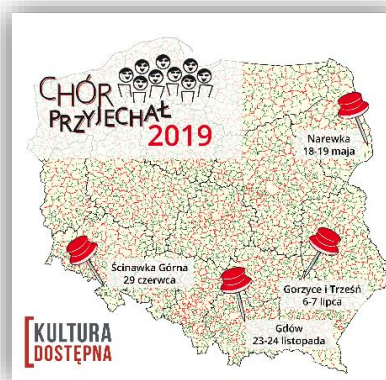 CHÓR
PRZYJECHAŁ
2019
Narewka
18-19 maja
Ścinawka Górna
29 czerwca
Gorzyce i Trześń
6-7 lipca
Gdów
23-24 listopada
KULTURA
DOSTĘPNA